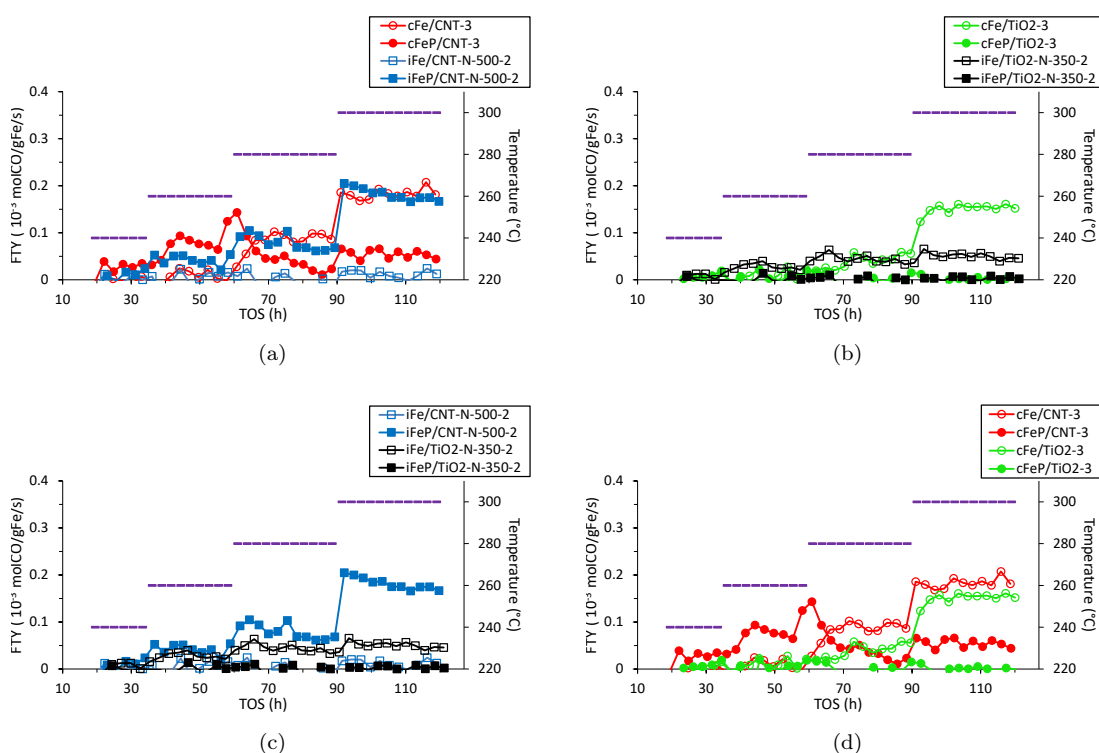 cFe/CNT-3
cFeP/CNT-3
iFe/CNT-N-500-2
iFeP/CNT-N-500-2
FTY ( 10⁻³ molCO/gFe/s)
0.4
0.3
0.2
0.1
0
300
280
260
240
220
Temperature (°C)
10 30 50 70 90 110
TOS (h)
(a)
cFe/TiO2-3
cFeP/TiO2-3
iFe/TiO2-N-350-2
iFeP/TiO2-N-350-2
FTY ( 10⁻³ molCO/gFe/s)
0.4
0.3
0.2
0.1
0
300
280
260
240
220
Temperature (°C)
10 30 50 70 90 110
TOS (h)
(b)
iFe/CNT-N-500-2
iFeP/CNT-N-500-2
iFe/TiO2-N-350-2
iFeP/TiO2-N-350-2
FTY ( 10⁻³ molCO/gFe/s)
0.4
0.3
0.2
0.1
0
300
280
260
240
220
Temperature (°C)
10 30 50 70 90 110
TOS (h)
(c)
cFe/CNT-3
cFeP/CNT-3
cFe/TiO2-3
cFeP/TiO2-3
FTY ( 10⁻³ molCO/gFe/s)
0.4
0.3
0.2
0.1
0
300
280
260
240
220
Temperature (°C)
10 30 50 70 90 110
TOS (h)
(d)